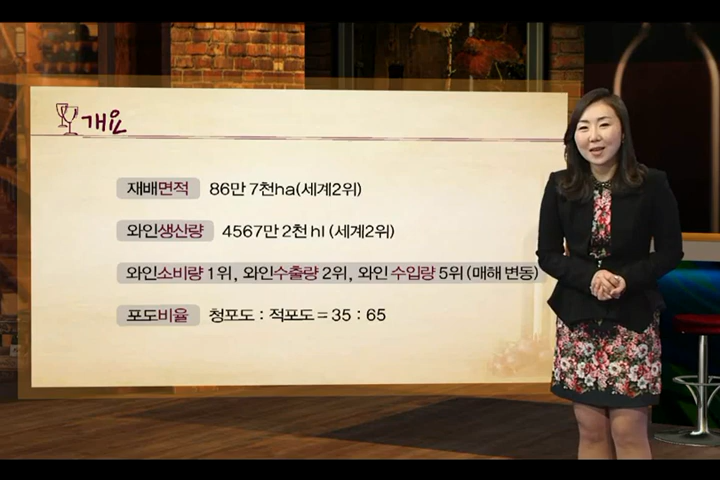 개요
재배면적 86만 7천ha(세계2위)
와인생산량 4567만 2천 hl (세계2위)
와인소비량 1위, 와인수출량 2위, 와인 수입량 5위 (매해 변동)
포도비율 청포도 : 적포도 = 35 : 65